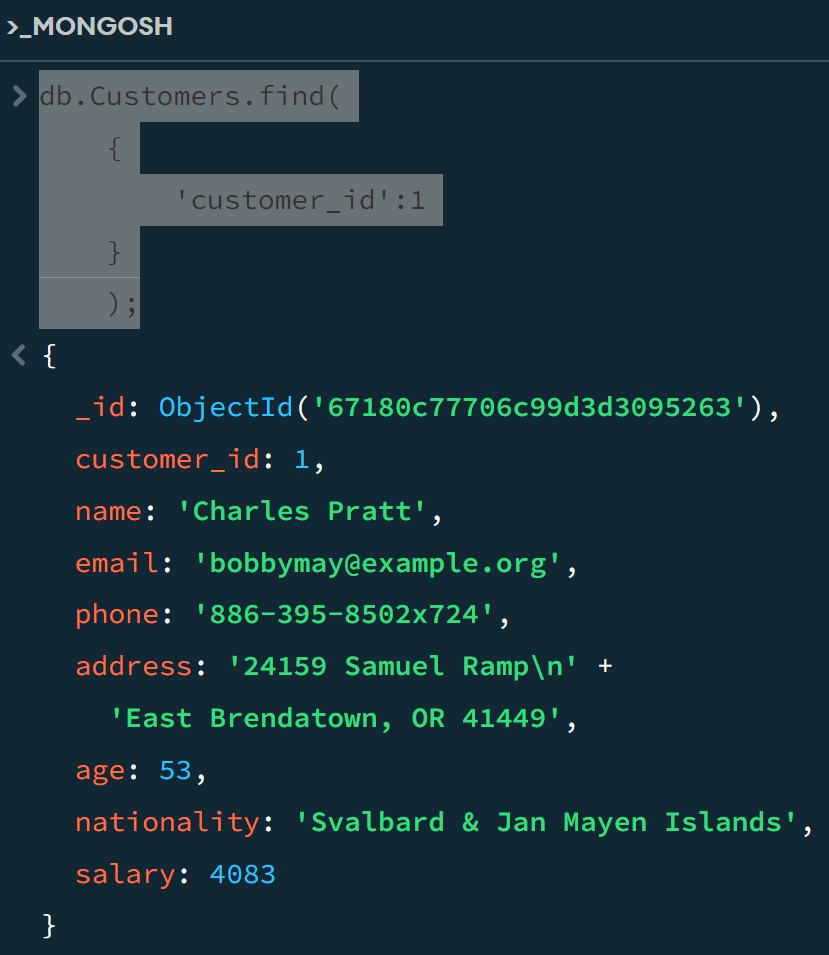 >_MONGOSH
> db.Customers.find(
{
'customer_id':1
}
);
< {
_id: ObjectId('67180c77706c99d3d3095263'),
customer_id: 1,
name: 'Charles Pratt',
email: 'bobbymay@example.org',
phone: '886-395-8502x724',
address: '24159 Samuel Ramp\n' +
'East Brendatown, OR 41449',
age: 53,
nationality: 'Svalbard & Jan Mayen Islands',
salary: 4083
}